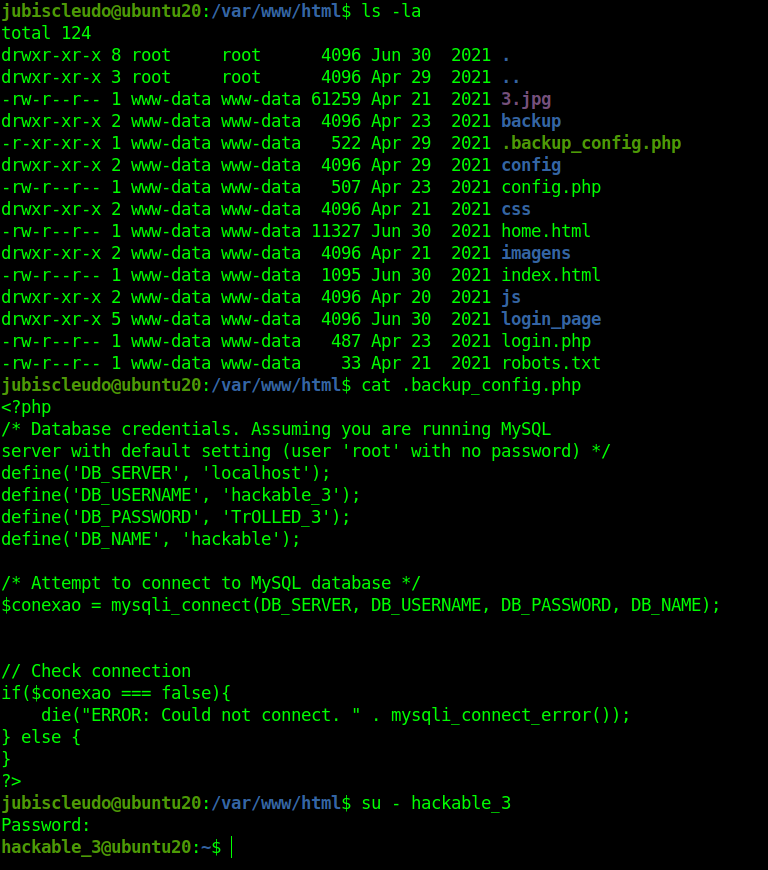 jubiscleudo@ubuntu20:/var/www/html$ ls -la
total 124
drwxr-xr-x 8 root     root      4096 Jun 30  2021 .
drwxr-xr-x 3 root     root      4096 Apr 29  2021 ..
-rw-r--r-- 1 www-data www-data 61259 Apr 21  2021 3.jpg
drwxr-xr-x 2 www-data www-data  4096 Apr 23  2021 backup
-r-xr-xr-x 1 www-data www-data   522 Apr 29  2021 .backup_config.php
drwxr-xr-x 2 www-data www-data  4096 Apr 29  2021 config
-rw-r--r-- 1 www-data www-data   507 Apr 23  2021 config.php
drwxr-xr-x 2 www-data www-data  4096 Apr 21  2021 css
-rw-r--r-- 1 www-data www-data 11327 Jun 30  2021 home.html
drwxr-xr-x 2 www-data www-data  4096 Apr 21  2021 imagens
-rw-r--r-- 1 www-data www-data  1095 Jun 30  2021 index.html
drwxr-xr-x 2 www-data www-data  4096 Apr 20  2021 js
drwxr-xr-x 5 www-data www-data  4096 Jun 30  2021 login_page
-rw-r--r-- 1 www-data www-data   487 Apr 23  2021 login.php
-rw-r--r-- 1 www-data www-data    33 Apr 21  2021 robots.txt
jubiscleudo@ubuntu20:/var/www/html$ cat .backup_config.php
<?php
/* Database credentials. Assuming you are running MySQL
server with default setting (user 'root' with no password) */
define('DB_SERVER', 'localhost');
define('DB_USERNAME', 'hackable_3');
define('DB_PASSWORD', 'TrOLLED_3');
define('DB_NAME', 'hackable');

/* Attempt to connect to MySQL database */
$conexao = mysqli_connect(DB_SERVER, DB_USERNAME, DB_PASSWORD, DB_NAME);


// Check connection
if($conexao === false){
    die("ERROR: Could not connect. " . mysqli_connect_error());
} else {
}
?>
jubiscleudo@ubuntu20:/var/www/html$ su - hackable_3
Password:
hackable_3@ubuntu20:~$